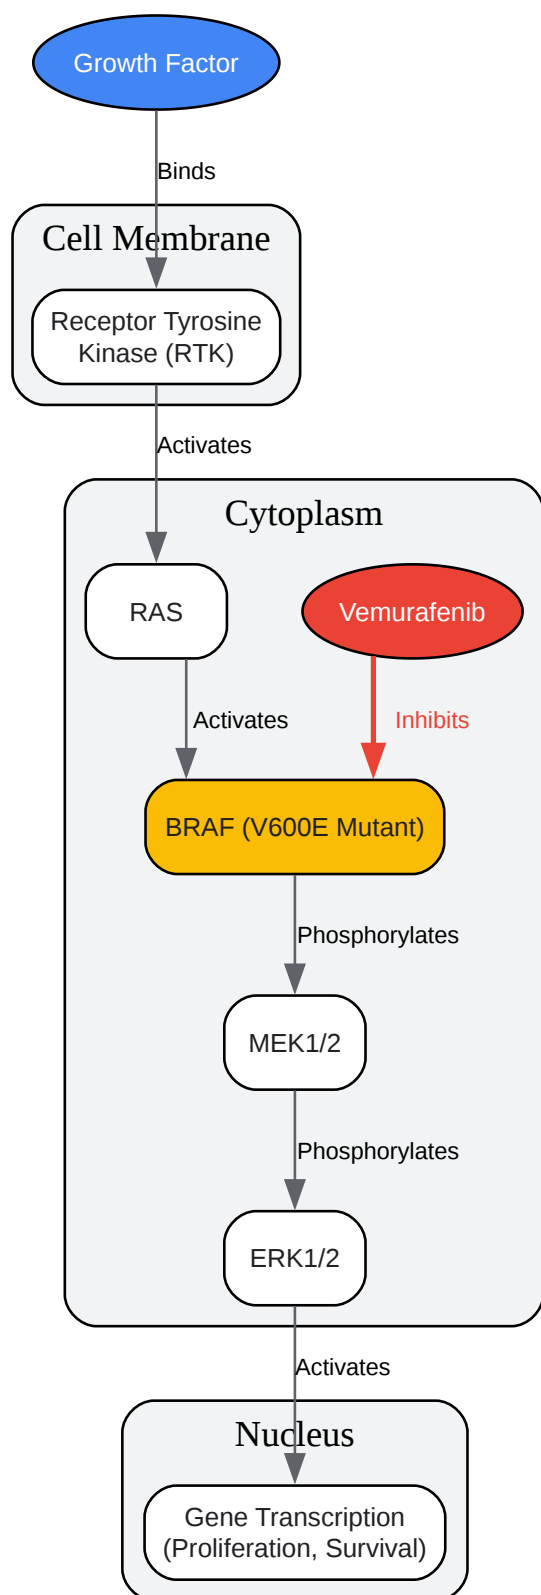 Growth Factor
Binds
Cell Membrane
Receptor Tyrosine
Kinase (RTK)
Activates
Cytoplasm
RAS
Vemurafenib
Activates
Inhibits
BRAF (V600E Mutant)
Phosphorylates
MEK1/2
Phosphorylates
ERK1/2
Activates
Nucleus
Gene Transcription
(Proliferation, Survival)